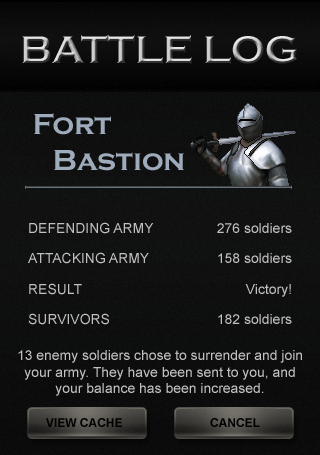 BATTLE LOG
FORT
BASTION
DEFENDING ARMY 276 soldiers
ATTACKING ARMY 158 soldiers
RESULT Victory!
SURVIVORS 182 soldiers
13 enemy soldiers chose to surrender and join
your army. They have been sent to you, and
your balance has been increased.
VIEW CACHE CANCEL